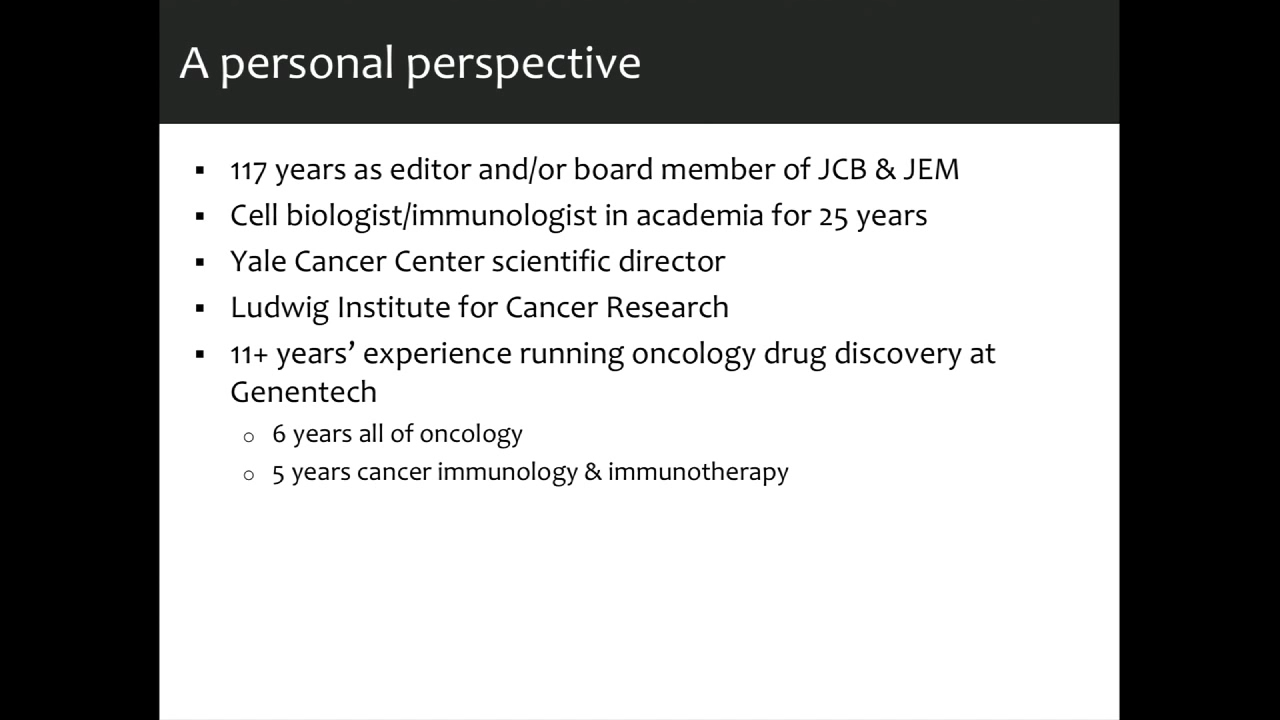 A personal perspective
▪ 117 years as editor and/or board member of JCB & JEM
▪ Cell biologist/immunologist in academia for 25 years
▪ Yale Cancer Center scientific director
▪ Ludwig Institute for Cancer Research
▪ 11+ years’ experience running oncology drug discovery at
Genentech
○ 6 years all of oncology
○ 5 years cancer immunology & immunotherapy